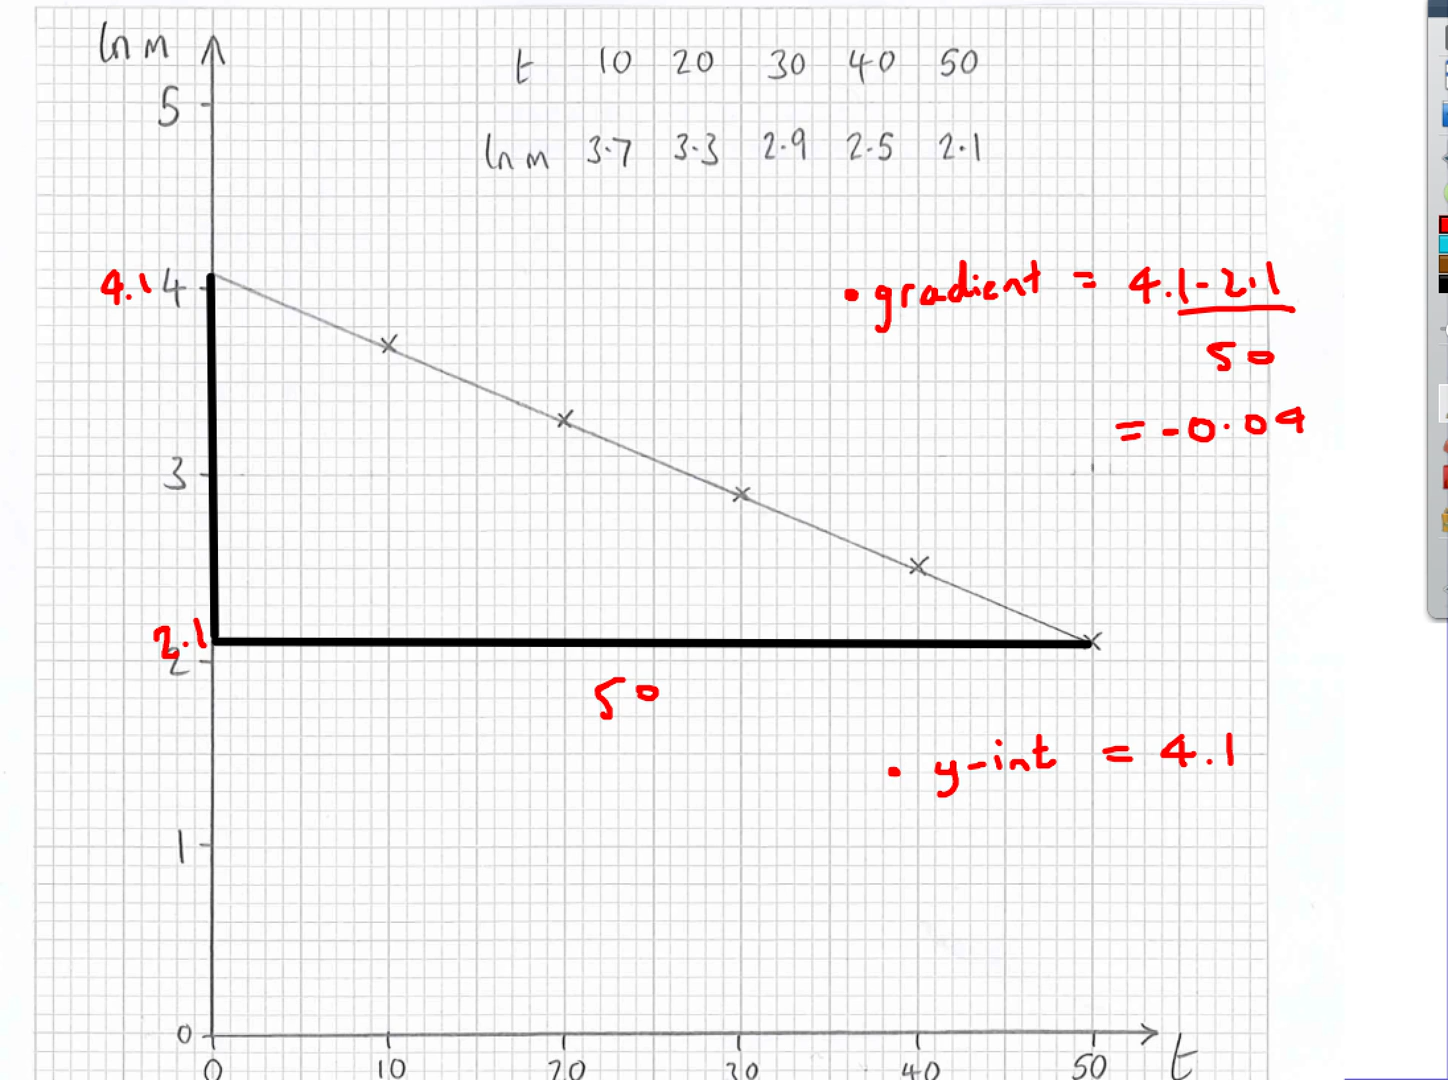 ln m
t 10 20 30 40 50
5
ln m 3.7 3.3 2.9 2.5 2.1
4.1 4
• gradient = 4.1-2.1
50
= -0.04
3
2.1
2
50
• y-int = 4.1
1
0
0 10 20 30 40 50 t